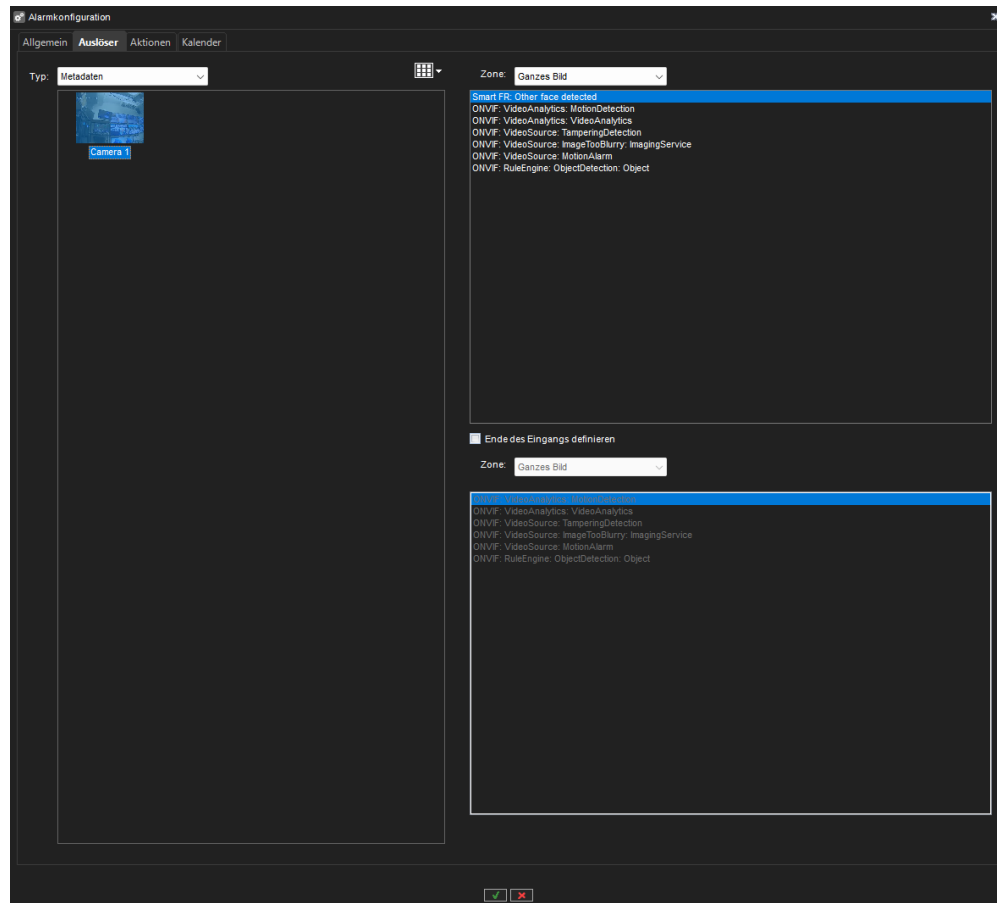 Alarmkonfiguration
Allgemein Auslöser Aktionen Kalender
Typ: Metadaten
Camera 1
Zone: Ganzes Bild
Smart FR: Other face detected
ONVIF: VideoAnalytics: MotionDetection
ONVIF: VideoAnalytics: VideoAnalytics
ONVIF: VideoSource: TamperingDetection
ONVIF: VideoSource: ImageTooBlurry: ImagingService
ONVIF: VideoSource: MotionAlarm
ONVIF: RuleEngine: ObjectDetection: Object
Ende des Eingangs definieren
Zone: Ganzes Bild
ONVIF: VideoAnalytics: MotionDetection
ONVIF: VideoAnalytics: VideoAnalytics
ONVIF: VideoSource: TamperingDetection
ONVIF: VideoSource: ImageTooBlurry: ImagingService
ONVIF: VideoSource: MotionAlarm
ONVIF: RuleEngine: ObjectDetection: Object